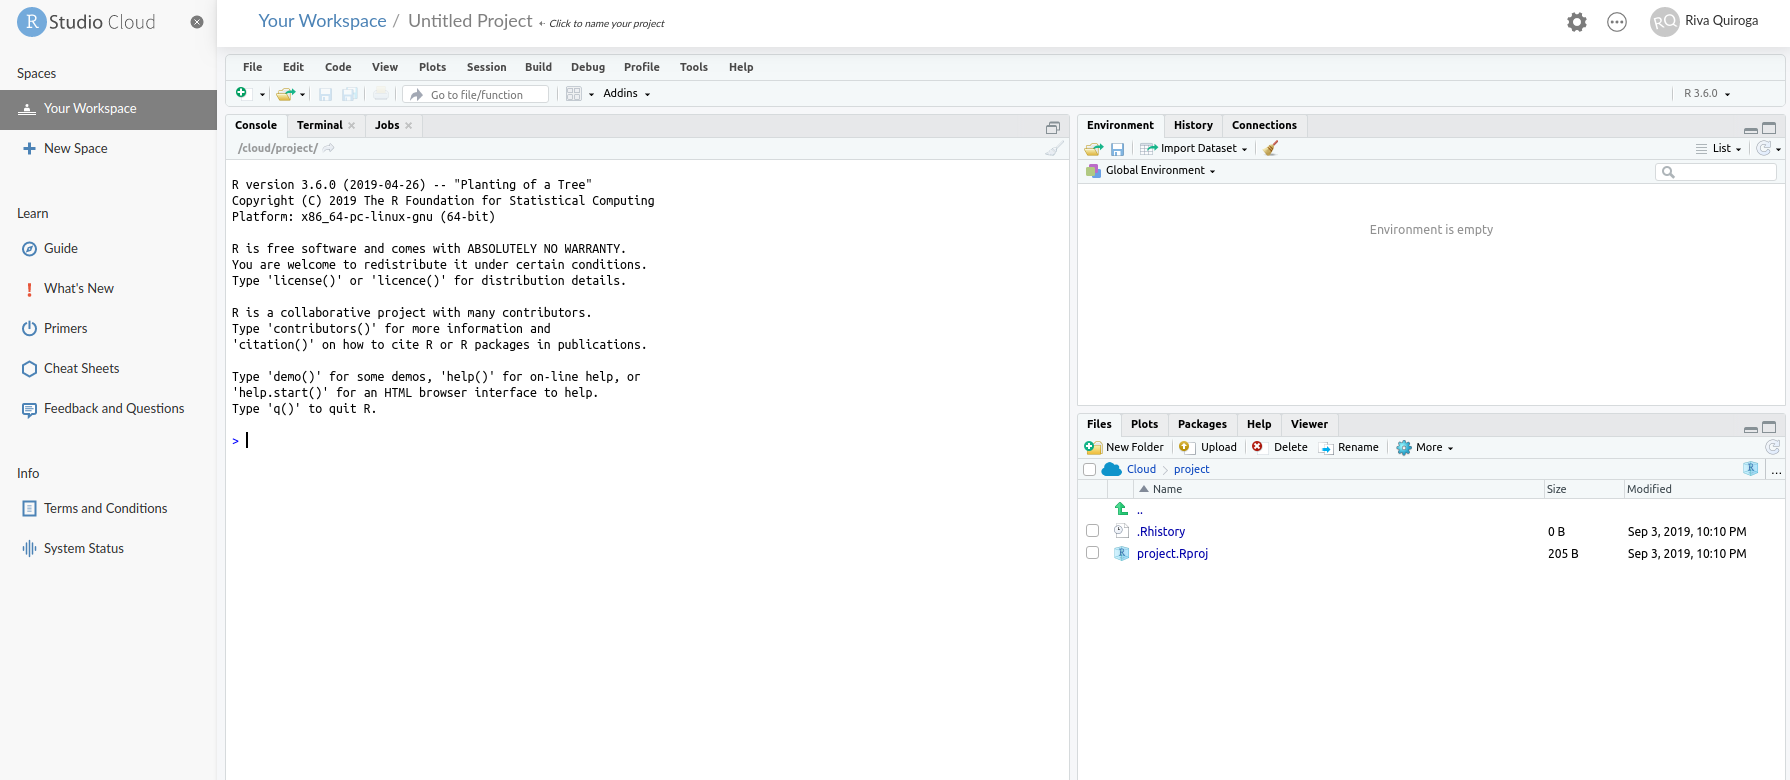 R Studio Cloud
Spaces
Your Workspace
New Space
Learn
Guide
What's New
Primers
Cheat Sheets
Feedback and Questions
Info
Terms and Conditions
System Status
Your Workspace / Untitled Project ← Click to name your project
RQ Riva Quiroga
File Edit Code View Plots Session Build Debug Profile Tools Help
Go to file/function Addins R 3.6.0
Console Terminal Jobs
/cloud/project/
R version 3.6.0 (2019-04-26) -- "Planting of a Tree"
Copyright (C) 2019 The R Foundation for Statistical Computing
Platform: x86_64-pc-linux-gnu (64-bit)
R is free software and comes with ABSOLUTELY NO WARRANTY.
You are welcome to redistribute it under certain conditions.
Type 'license()' or 'licence()' for distribution details.
R is a collaborative project with many contributors.
Type 'contributors()' for more information and
'citation()' on how to cite R or R packages in publications.
Type 'demo()' for some demos, 'help()' for on-line help, or
'help.start()' for an HTML browser interface to help.
Type 'q()' to quit R.
>
Environment History Connections
Import Dataset List
Global Environment
Environment is empty
Files Plots Packages Help Viewer
New Folder Upload Delete Rename More
Cloud > project R ...
Name Size Modified
..
.Rhistory 0 B Sep 3, 2019, 10:10 PM
project.Rproj 205 B Sep 3, 2019, 10:10 PM